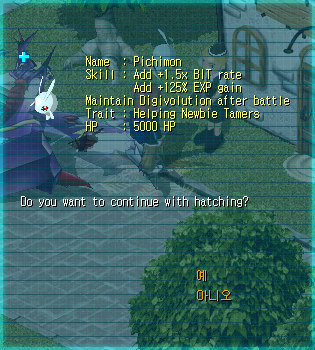 Name : Pichimon
Skill : Add +1.5x BIT rate
Add +125% EXP gain
Maintain Digivolution after battle
Trait : Helping Newbie Tamers
HP : 5000 HP
Do you want to continue with hatching?
예
아니오